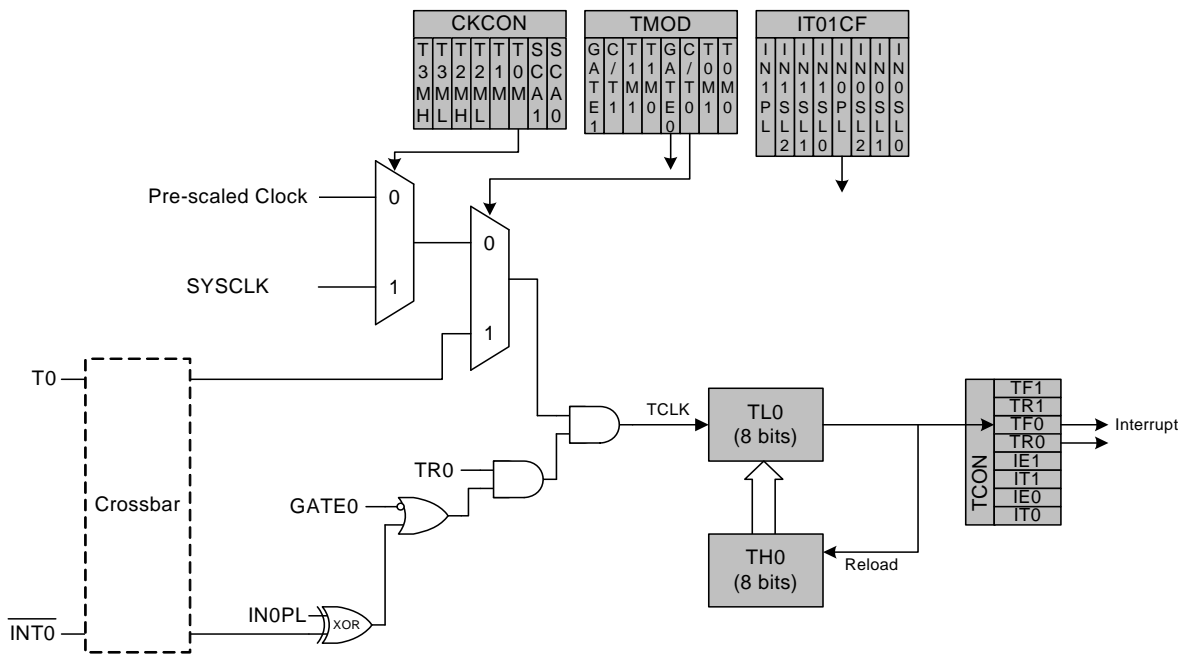 CKCON
T3MH
T3ML
T2MH
T2ML
T1M
T0M
SCA1
SCA0
TMOD
GATE1
C/T1
T1M1
T1M0
GATE0
C/T0
T0M1
T0M0
IT01CF
IN1PL
IN1SL2
IN1SL1
IN1SL0
IN0PL
IN0SL2
IN0SL1
IN0SL0
Pre-scaled Clock
0
SYSCLK
1
0
1
T0
Crossbar
INT0
TR0
GATE0
IN0PL
XOR
TCLK
TL0
(8 bits)
TH0
(8 bits)
Reload
TCON
TF1
TR1
TF0
TR0
IE1
IT1
IE0
IT0
Interrupt